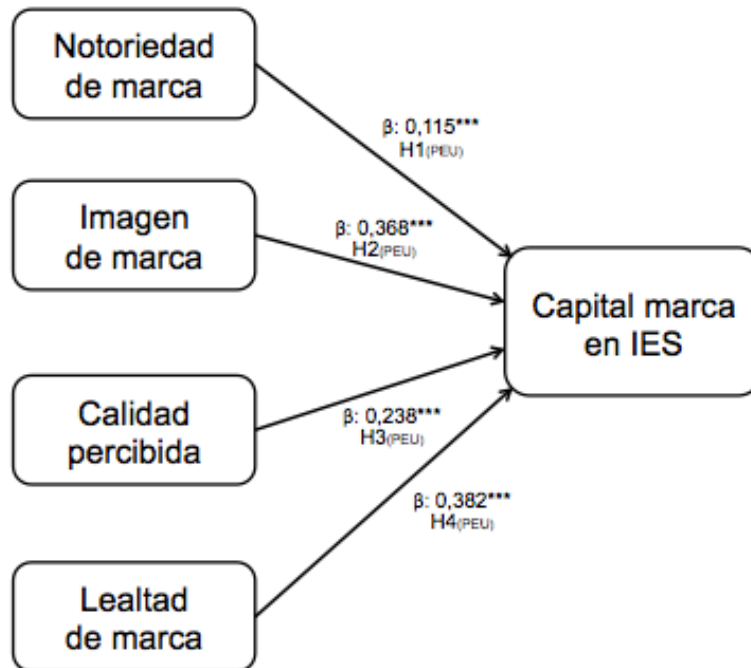 Notoriedad
de marca
β: 0,115***
H1(PEU)
Imagen
de marca
β: 0,368***
H2(PEU)
Capital marca
en IES
Calidad
percibida
β: 0,238***
H3(PEU)
β: 0,382***
H4(PEU)
Lealtad
de marca